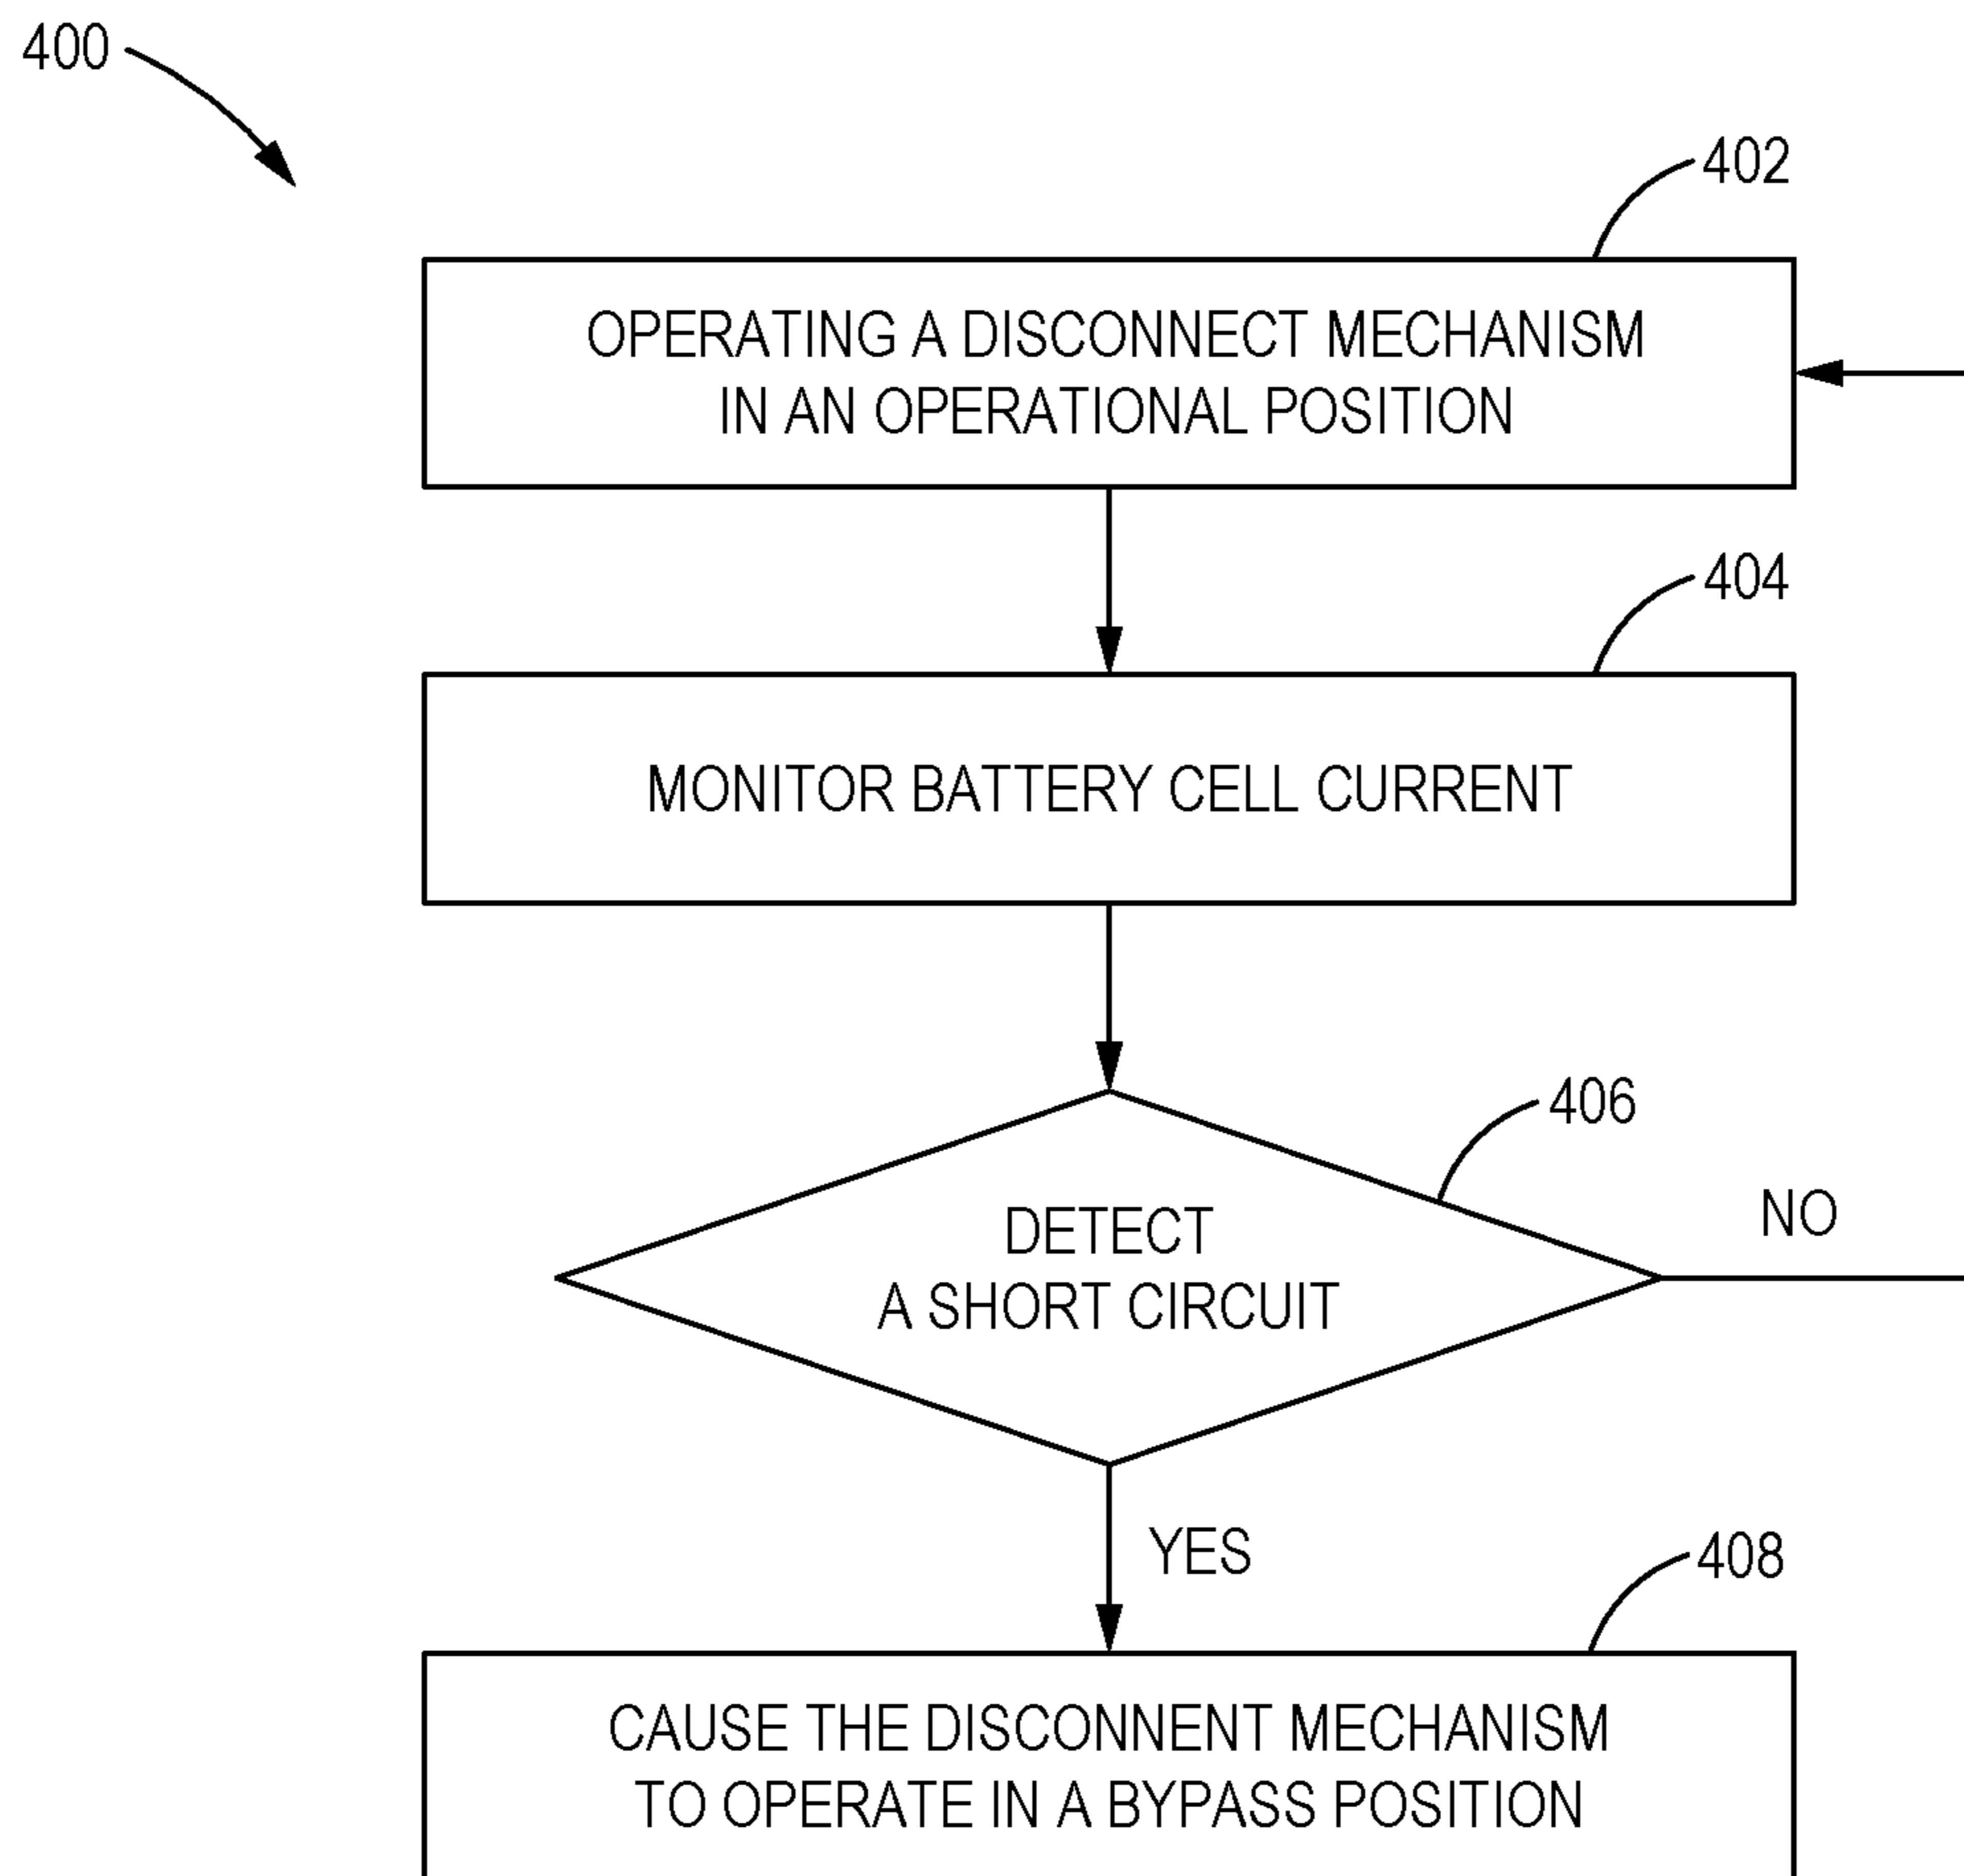 400
402
OPERATING A DISCONNECT MECHANISM
IN AN OPERATIONAL POSITION
404
MONITOR BATTERY CELL CURRENT
406
DETECT
A SHORT CIRCUIT
NO
YES
408
CAUSE THE DISCONNENT MECHANISM
TO OPERATE IN A BYPASS POSITION